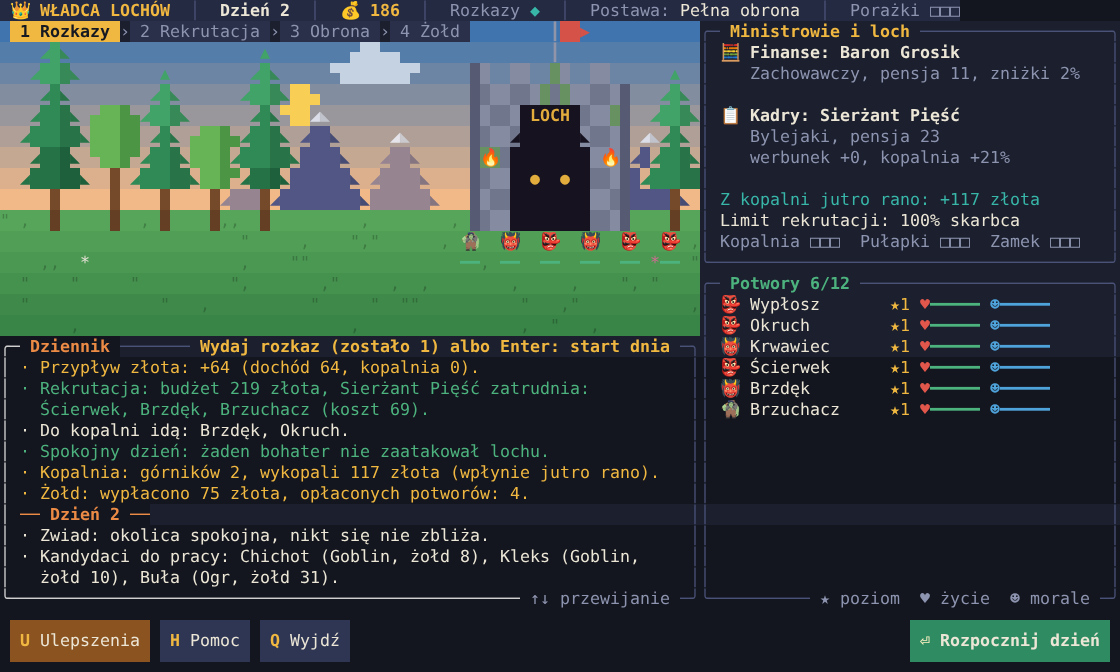 👑 WŁADCA LOCHÓW │ Dzień 2 │ 💰 186 │ Rozkazy ◆ │ Postawa: Pełna obrona │ Porażki □□□
1 Rozkazy › 2 Rekrutacja › 3 Obrona › 4 Żołd
LOCH
Ministrowie i loch
🧮 Finanse: Baron Grosik
Zachowawczy, pensja 11, zniżki 2%
📋 Kadry: Sierżant Pięść
Bylejaki, pensja 23
werbunek +0, kopalnia +21%
Z kopalni jutro rano: +117 złota
Limit rekrutacji: 100% skarbca
Kopalnia □□□ Pułapki □□□ Zamek □□□
Potwory 6/12
👺 Wypłosz ★1 ♥ ☻
👺 Okruch ★1 ♥ ☻
👹 Krwawiec ★1 ♥ ☻
👺 Ścierwek ★1 ♥ ☻
👹 Brzdęk ★1 ♥ ☻
🧌 Brzuchacz ★1 ♥ ☻
★ poziom ♥ życie ☻ morale
Dziennik Wydaj rozkaz (zostało 1) albo Enter: start dnia
· Przypływ złota: +64 (dochód 64, kopalnia 0).
· Rekrutacja: budżet 219 złota, Sierżant Pięść zatrudnia:
Ścierwek, Brzdęk, Brzuchacz (koszt 69).
· Do kopalni idą: Brzdęk, Okruch.
· Spokojny dzień: żaden bohater nie zaatakował lochu.
· Kopalnia: górników 2, wykopali 117 złota (wpłynie jutro rano).
· Żołd: wypłacono 75 złota, opłaconych potworów: 4.
── Dzień 2 ──
· Zwiad: okolica spokojna, nikt się nie zbliża.
· Kandydaci do pracy: Chichot (Goblin, żołd 8), Kleks (Goblin,
żołd 10), Buła (Ogr, żołd 31).
↑↓ przewijanie
U Ulepszenia H Pomoc Q Wyjdź ⏎ Rozpocznij dzień